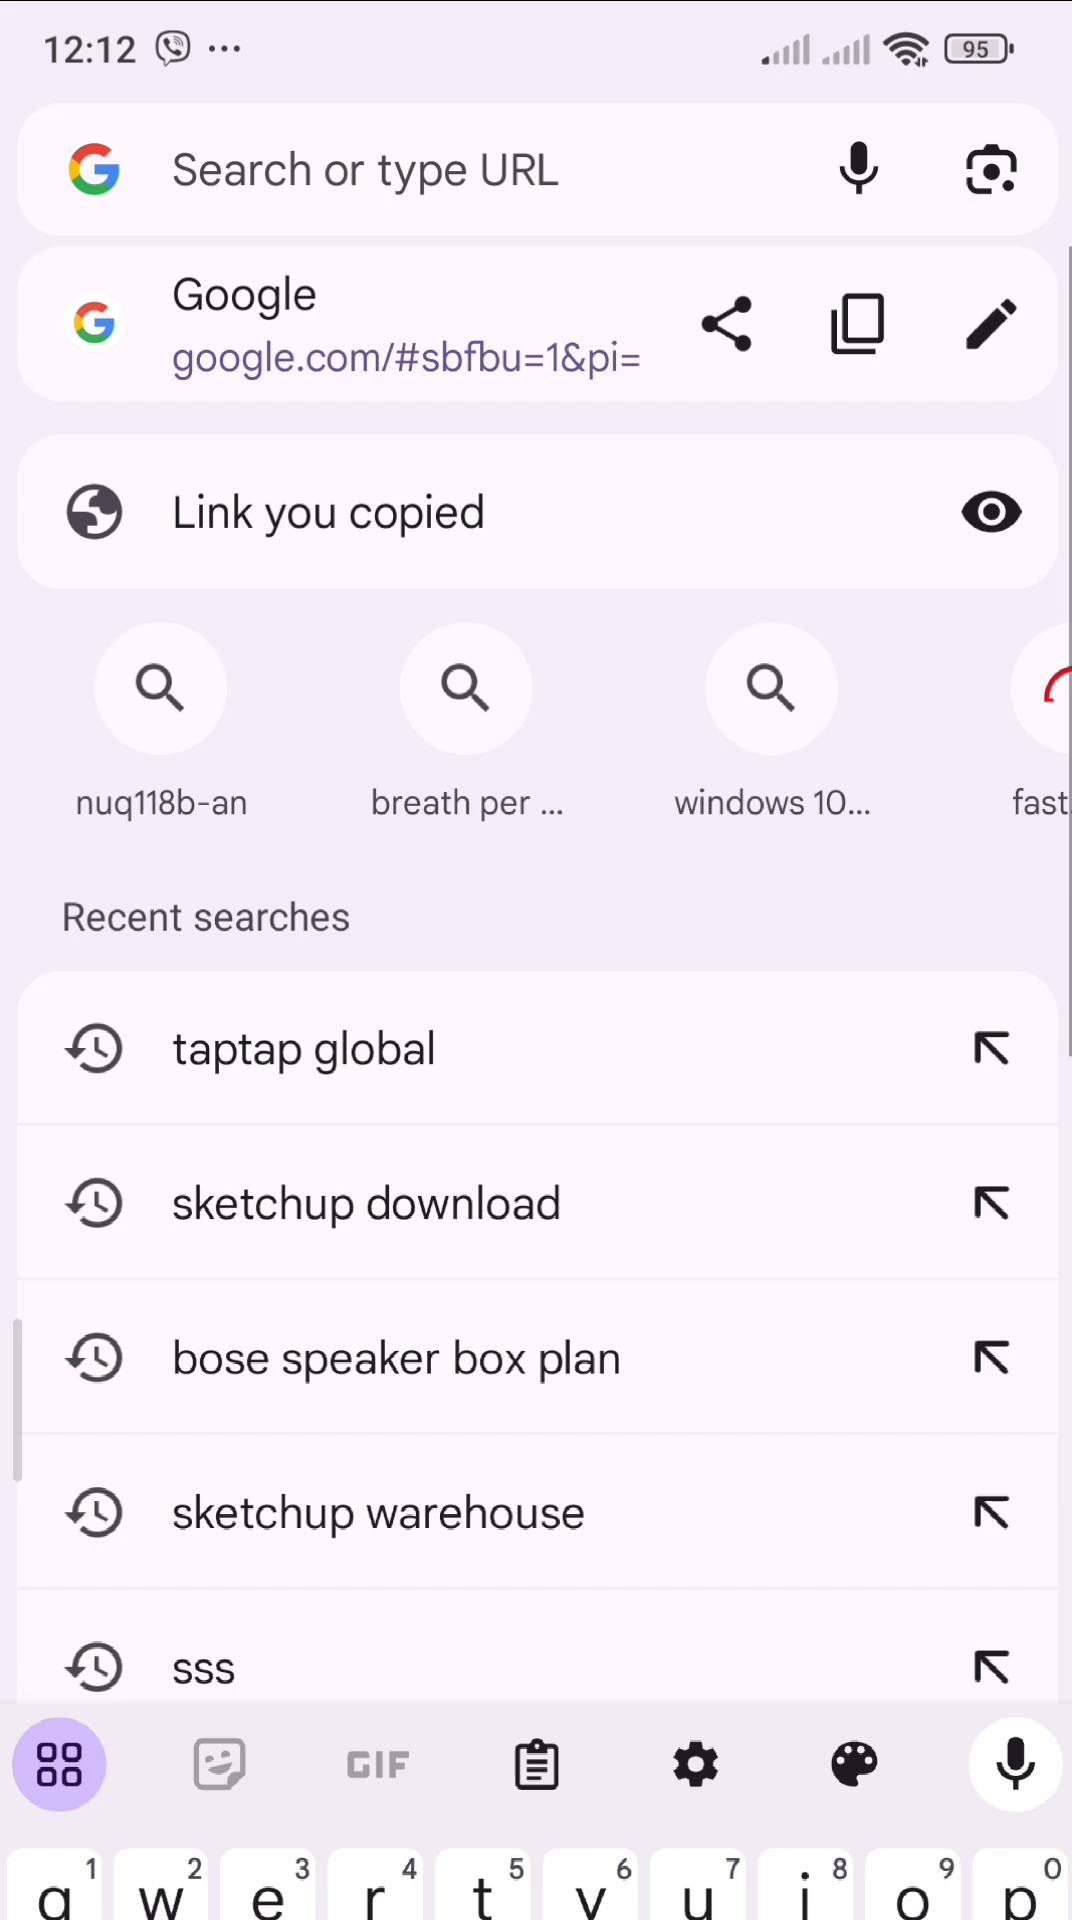 12:12
95
Search or type URL
Google
google.com/#sbfbu=1&pi=
Link you copied
nuq118b-an
breath per ...
windows 10...
fast
Recent searches
taptap global
sketchup download
bose speaker box plan
sketchup warehouse
sss
GIF
1 2 3 4 5 6 7 8 9 0
q w e r t y u i o p